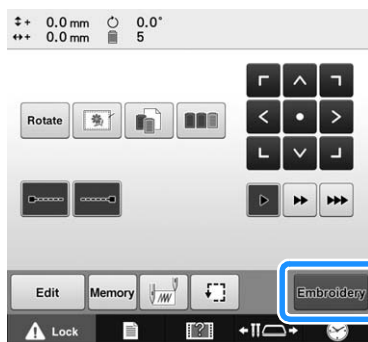 + 0.0 mm 0.0°
+ 0.0 mm 5
Rotate
Edit Memory Embroidery
Lock